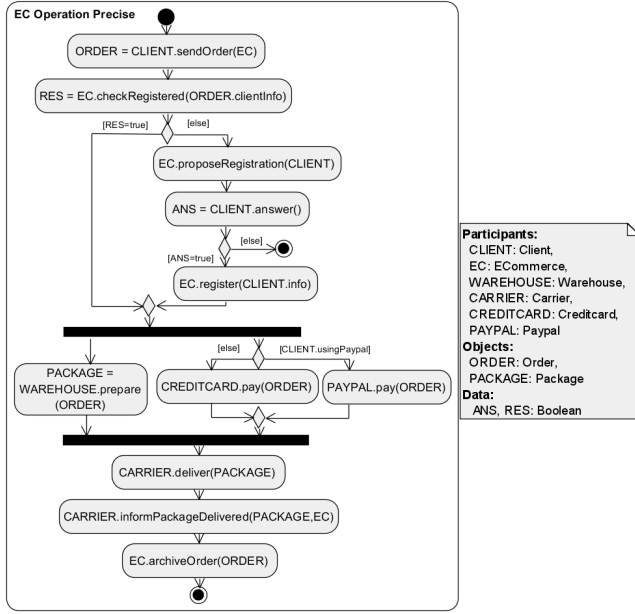 EC Operation Precise
ORDER = CLIENT.sendOrder(EC)
RES = EC.checkRegistered(ORDER.clientInfo)
[RES=true]
[else]
EC.proposeRegistration(CLIENT)
ANS = CLIENT.answer()
[else]
[ANS=true]
EC.register(CLIENT.info)
[else]
[CLIENT.usingPaypal]
PACKAGE =
WAREHOUSE.prepare
(ORDER)
CREDITCARD.pay(ORDER)
PAYPAL.pay(ORDER)
CARRIER.deliver(PACKAGE)
CARRIER.informPackageDelivered(PACKAGE,EC)
EC.archiveOrder(ORDER)
Participants:
CLIENT: Client,
EC: ECommerce,
WAREHOUSE: Warehouse,
CARRIER: Carrier,
CREDITCARD: Creditcard,
PAYPAL: Paypal
Objects:
ORDER: Order,
PACKAGE: Package
Data:
ANS, RES: Boolean